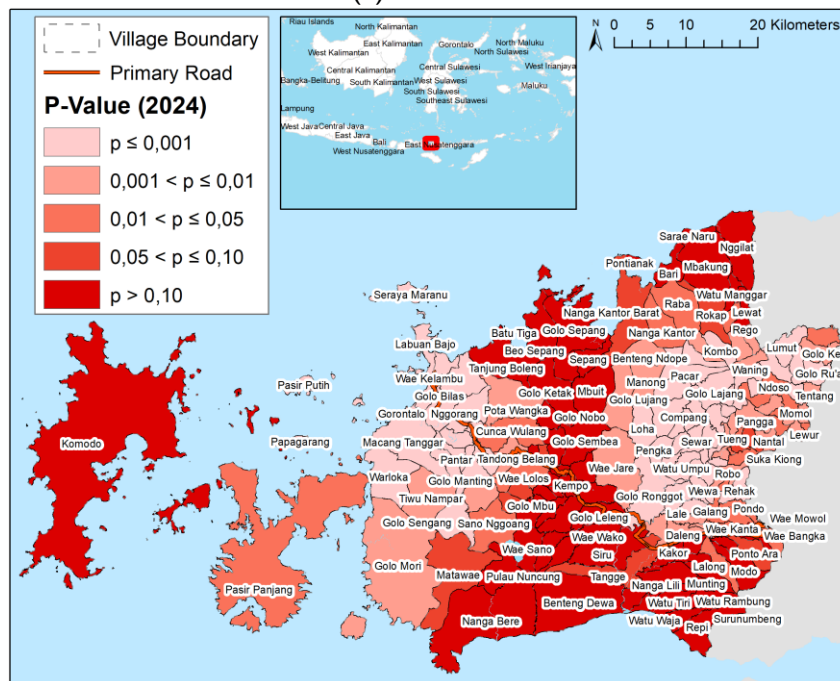 Village Boundary
Primary Road
P-Value (2024)
p ≤ 0,001
0,001 < p ≤ 0,01
0,01 < p ≤ 0,05
0,05 < p ≤ 0,10
p > 0,10
Riau Islands
North Kalimantan
East Kalimantan
Gorontalo
North Maluku
North Sulawesi
West Kalimantan
Central Kalimantan
Central Sulawesi
West Irianjaya
Bangka-Belitung
South Kalimantan
West Sulawesi
South Sulawesi
Maluku
Southeast Sulawesi
Lampung
West Java
Central Java
East Java
Bali
East Nusatenggara
West Nusatenggara
N
0 5 10 20 Kilometers
Sarae Naru
Nggilat
Pontianak
Bari
Mbakung
Seraya Maranu
Watu Manggar
Raba
Nanga Kantor Barat
Rokap
Lewat
Batu Tiga
Golo Sepang
Nanga Kantor
Rego
Labuan Bajo
Beo Sepang
Sepang
Benteng Ndope
Kombo
Lumut
Golo Ke
Tanjung Boleng
Waning
Golo Ru'a
Wae Kelambu
Manong
Pacar
Pasir Putih
Golo Bilas
Golo Ketak
Mbuit
Golo Lujang
Golo Lajang
Ndoso
Tentang
Gorontalo
Nggorang
Pota Wangka
Golo Nobo
Compang
Pangga
Momol
Papagarang
Cunca Wulang
Loha
Komodo
Macang Tanggar
Golo Sembea
Sewar
Tueng
Nantal
Lewur
Pantar
Tandong Belang
Pengka
Suka Kiong
Warloka
Golo Manting
Wae Lolos
Wae Jare
Watu Umpu
Robo
Kempo
Tiwu Nampar
Golo Ronggot
Wewa
Rehak
Golo Mbu
Golo Sengang
Sano Nggoang
Golo Leleng
Lale
Galang
Pondo
Wae Mowol
Wae Kanta
Wae Bangka
Wae Wako
Daleng
Wae Sano
Siru
Kakor
Ponto Ara
Golo Mori
Lalong
Modo
Pasir Panjang
Matawae
Pulau Nuncung
Tangge
Nanga Lili
Munting
Benteng Dewa
Watu Tiri
Watu Rambung
Nanga Bere
Watu Waja
Repi
Surunumbeng